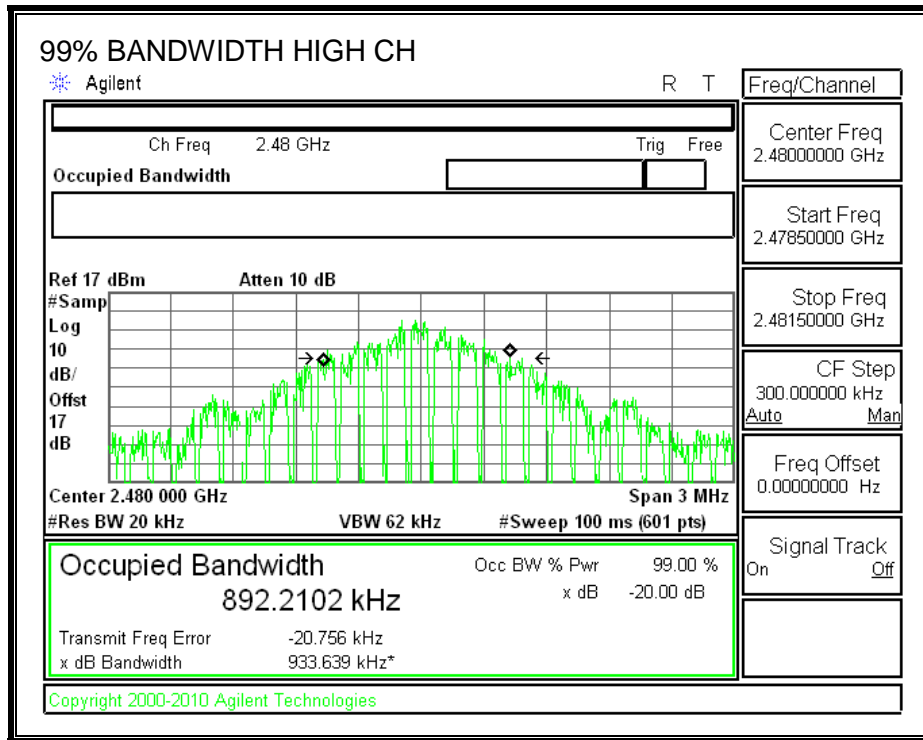 99% BANDWIDTH HIGH CH
Agilent R T
Freq/Channel
Ch Freq 2.48 GHz Trig Free
Occupied Bandwidth
Center Freq
2.48000000 GHz
Start Freq
2.47850000 GHz
Stop Freq
2.48150000 GHz
CF Step
300.000000 kHz
Auto Man
Freq Offset
0.00000000 Hz
Signal Track
On Off
Ref 17 dBm Atten 10 dB
#Samp
Log
10
dB/
Offst
17
dB
Center 2.480 000 GHz Span 3 MHz
#Res BW 20 kHz VBW 62 kHz #Sweep 100 ms (601 pts)
Occupied Bandwidth
892.2102 kHz
Occ BW % Pwr 99.00 %
x dB -20.00 dB
Transmit Freq Error -20.756 kHz
x dB Bandwidth 933.639 kHz*
Copyright 2000-2010 Agilent Technologies